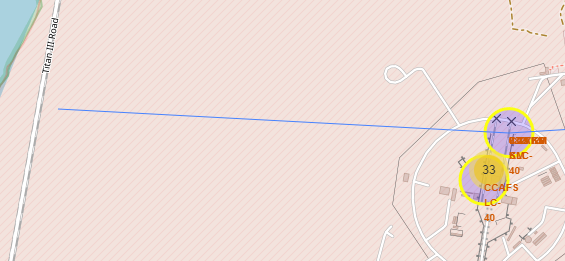 Titan III Road
SLC-
40
33
CCAFS
LC-
40